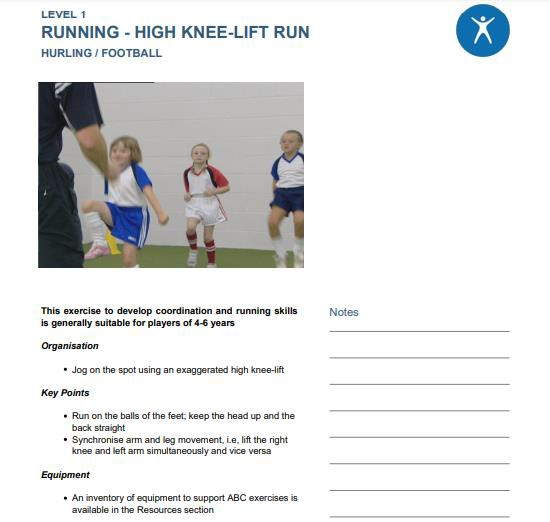 LEVEL 1
RUNNING - HIGH KNEE-LIFT RUN
HURLING / FOOTBALL
This exercise to develop coordination and running skills
is generally suitable for players of 4-6 years
Organisation
• Jog on the spot using an exaggerated high knee-lift
Key Points
• Run on the balls of the feet; keep the head up and the
back straight
• Synchronise arm and leg movement, i.e, lift the right
knee and left arm simultaneously and vice versa
Equipment
• An inventory of equipment to support ABC exercises is
available in the Resources section
Notes